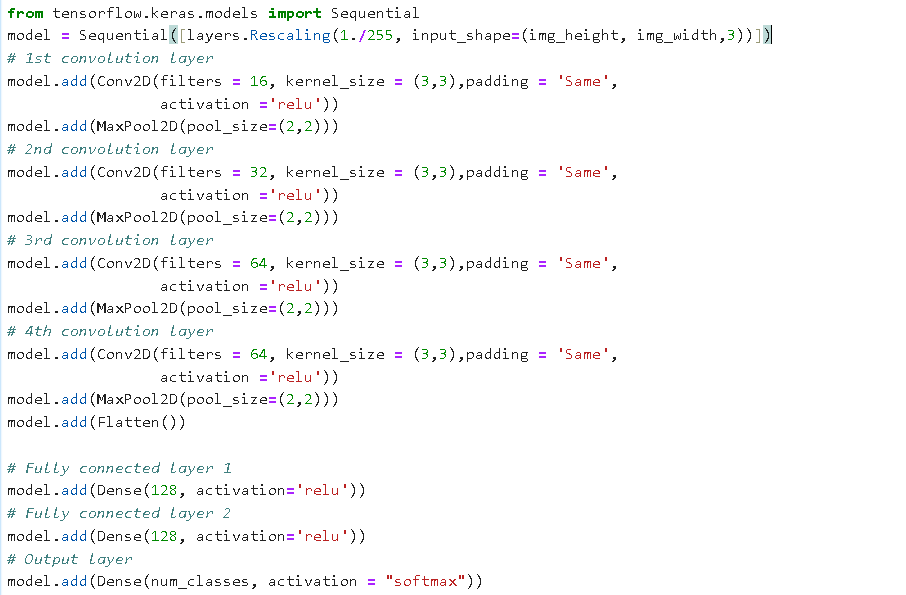 from tensorflow.keras.models import Sequential
model = Sequential([layers.Rescaling(1./255, input_shape=(img_height, img_width,3))])
# 1st convolution layer
model.add(Conv2D(filters = 16, kernel_size = (3,3),padding = 'Same',
                 activation ='relu'))
model.add(MaxPool2D(pool_size=(2,2)))
# 2nd convolution layer
model.add(Conv2D(filters = 32, kernel_size = (3,3),padding = 'Same',
                 activation ='relu'))
model.add(MaxPool2D(pool_size=(2,2)))
# 3rd convolution layer
model.add(Conv2D(filters = 64, kernel_size = (3,3),padding = 'Same',
                 activation ='relu'))
model.add(MaxPool2D(pool_size=(2,2)))
# 4th convolution layer
model.add(Conv2D(filters = 64, kernel_size = (3,3),padding = 'Same',
                 activation ='relu'))
model.add(MaxPool2D(pool_size=(2,2)))
model.add(Flatten())

# Fully connected layer 1
model.add(Dense(128, activation='relu'))
# Fully connected layer 2
model.add(Dense(128, activation='relu'))
# Output layer
model.add(Dense(num_classes, activation = "softmax"))